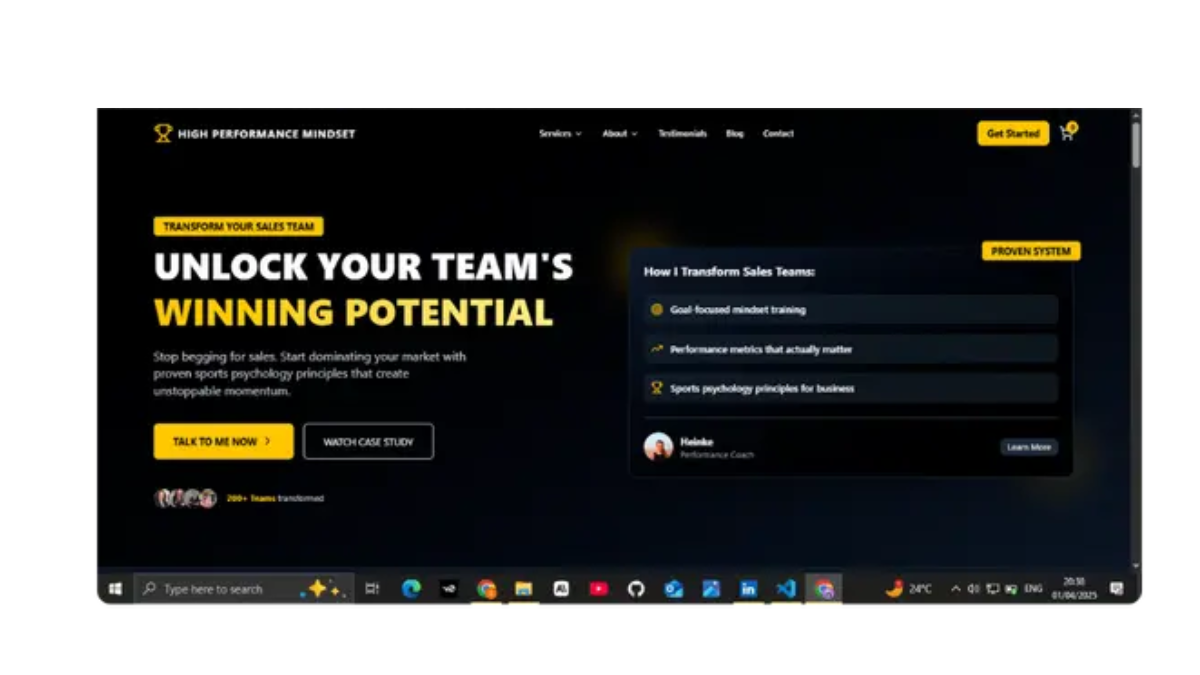 HIGH PERFORMANCE MINDSET
Services
About
Testimonials
Blog
Contact
Get Started
0
TRANSFORM YOUR SALES TEAM
UNLOCK YOUR TEAM'S
WINNING POTENTIAL
Stop begging for sales. Start dominating your market with
proven sports psychology principles that create
unstoppable momentum.
TALK TO ME NOW
WATCH CASE STUDY
200+ Teams transformed
PROVEN SYSTEM
How I Transform Sales Teams:
Goal-focused mindset training
Performance metrics that actually matter
Sports psychology principles for business
Heinke
Performance Coach
Learn More
Type here to search
24°C
ENG
20:30
01/04/2025